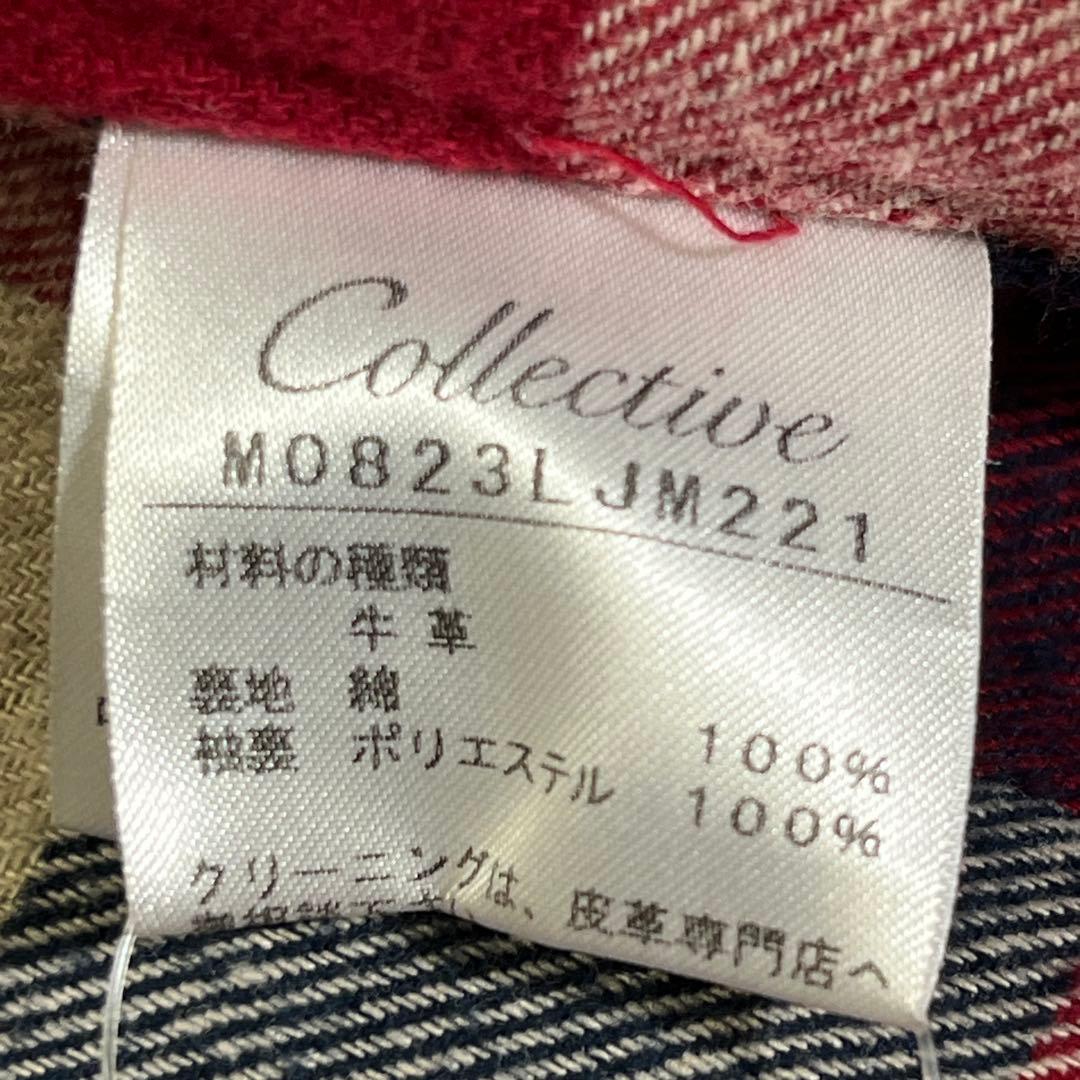 Collective
M0823LJM221
材料の種類
牛革
裏地 綿 100%
袖裏 ポリエステル 100%
クリーニングは、皮革専門店へ